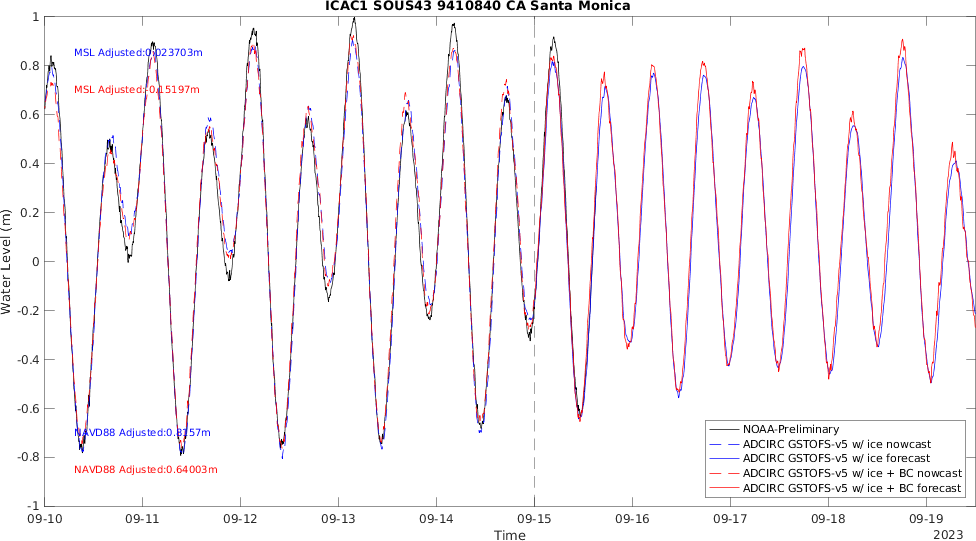 ICAC1 SOUS43 9410840 CA Santa Monica
MSL Adjusted:0.023703m
MSL Adjusted:-0.15197m
NAVD88 Adjusted:0.8157m
NAVD88 Adjusted:0.64003m
Water Level (m)
1
0.8
0.6
0.4
0.2
0
-0.2
-0.4
-0.6
-0.8
-1
NOAA-Preliminary
ADCIRC GSTOFS-v5 w/ ice nowcast
ADCIRC GSTOFS-v5 w/ ice forecast
ADCIRC GSTOFS-v5 w/ ice + BC nowcast
ADCIRC GSTOFS-v5 w/ ice + BC forecast
09-10 09-11 09-12 09-13 09-14 09-15 09-16 09-17 09-18 09-19
Time
2023